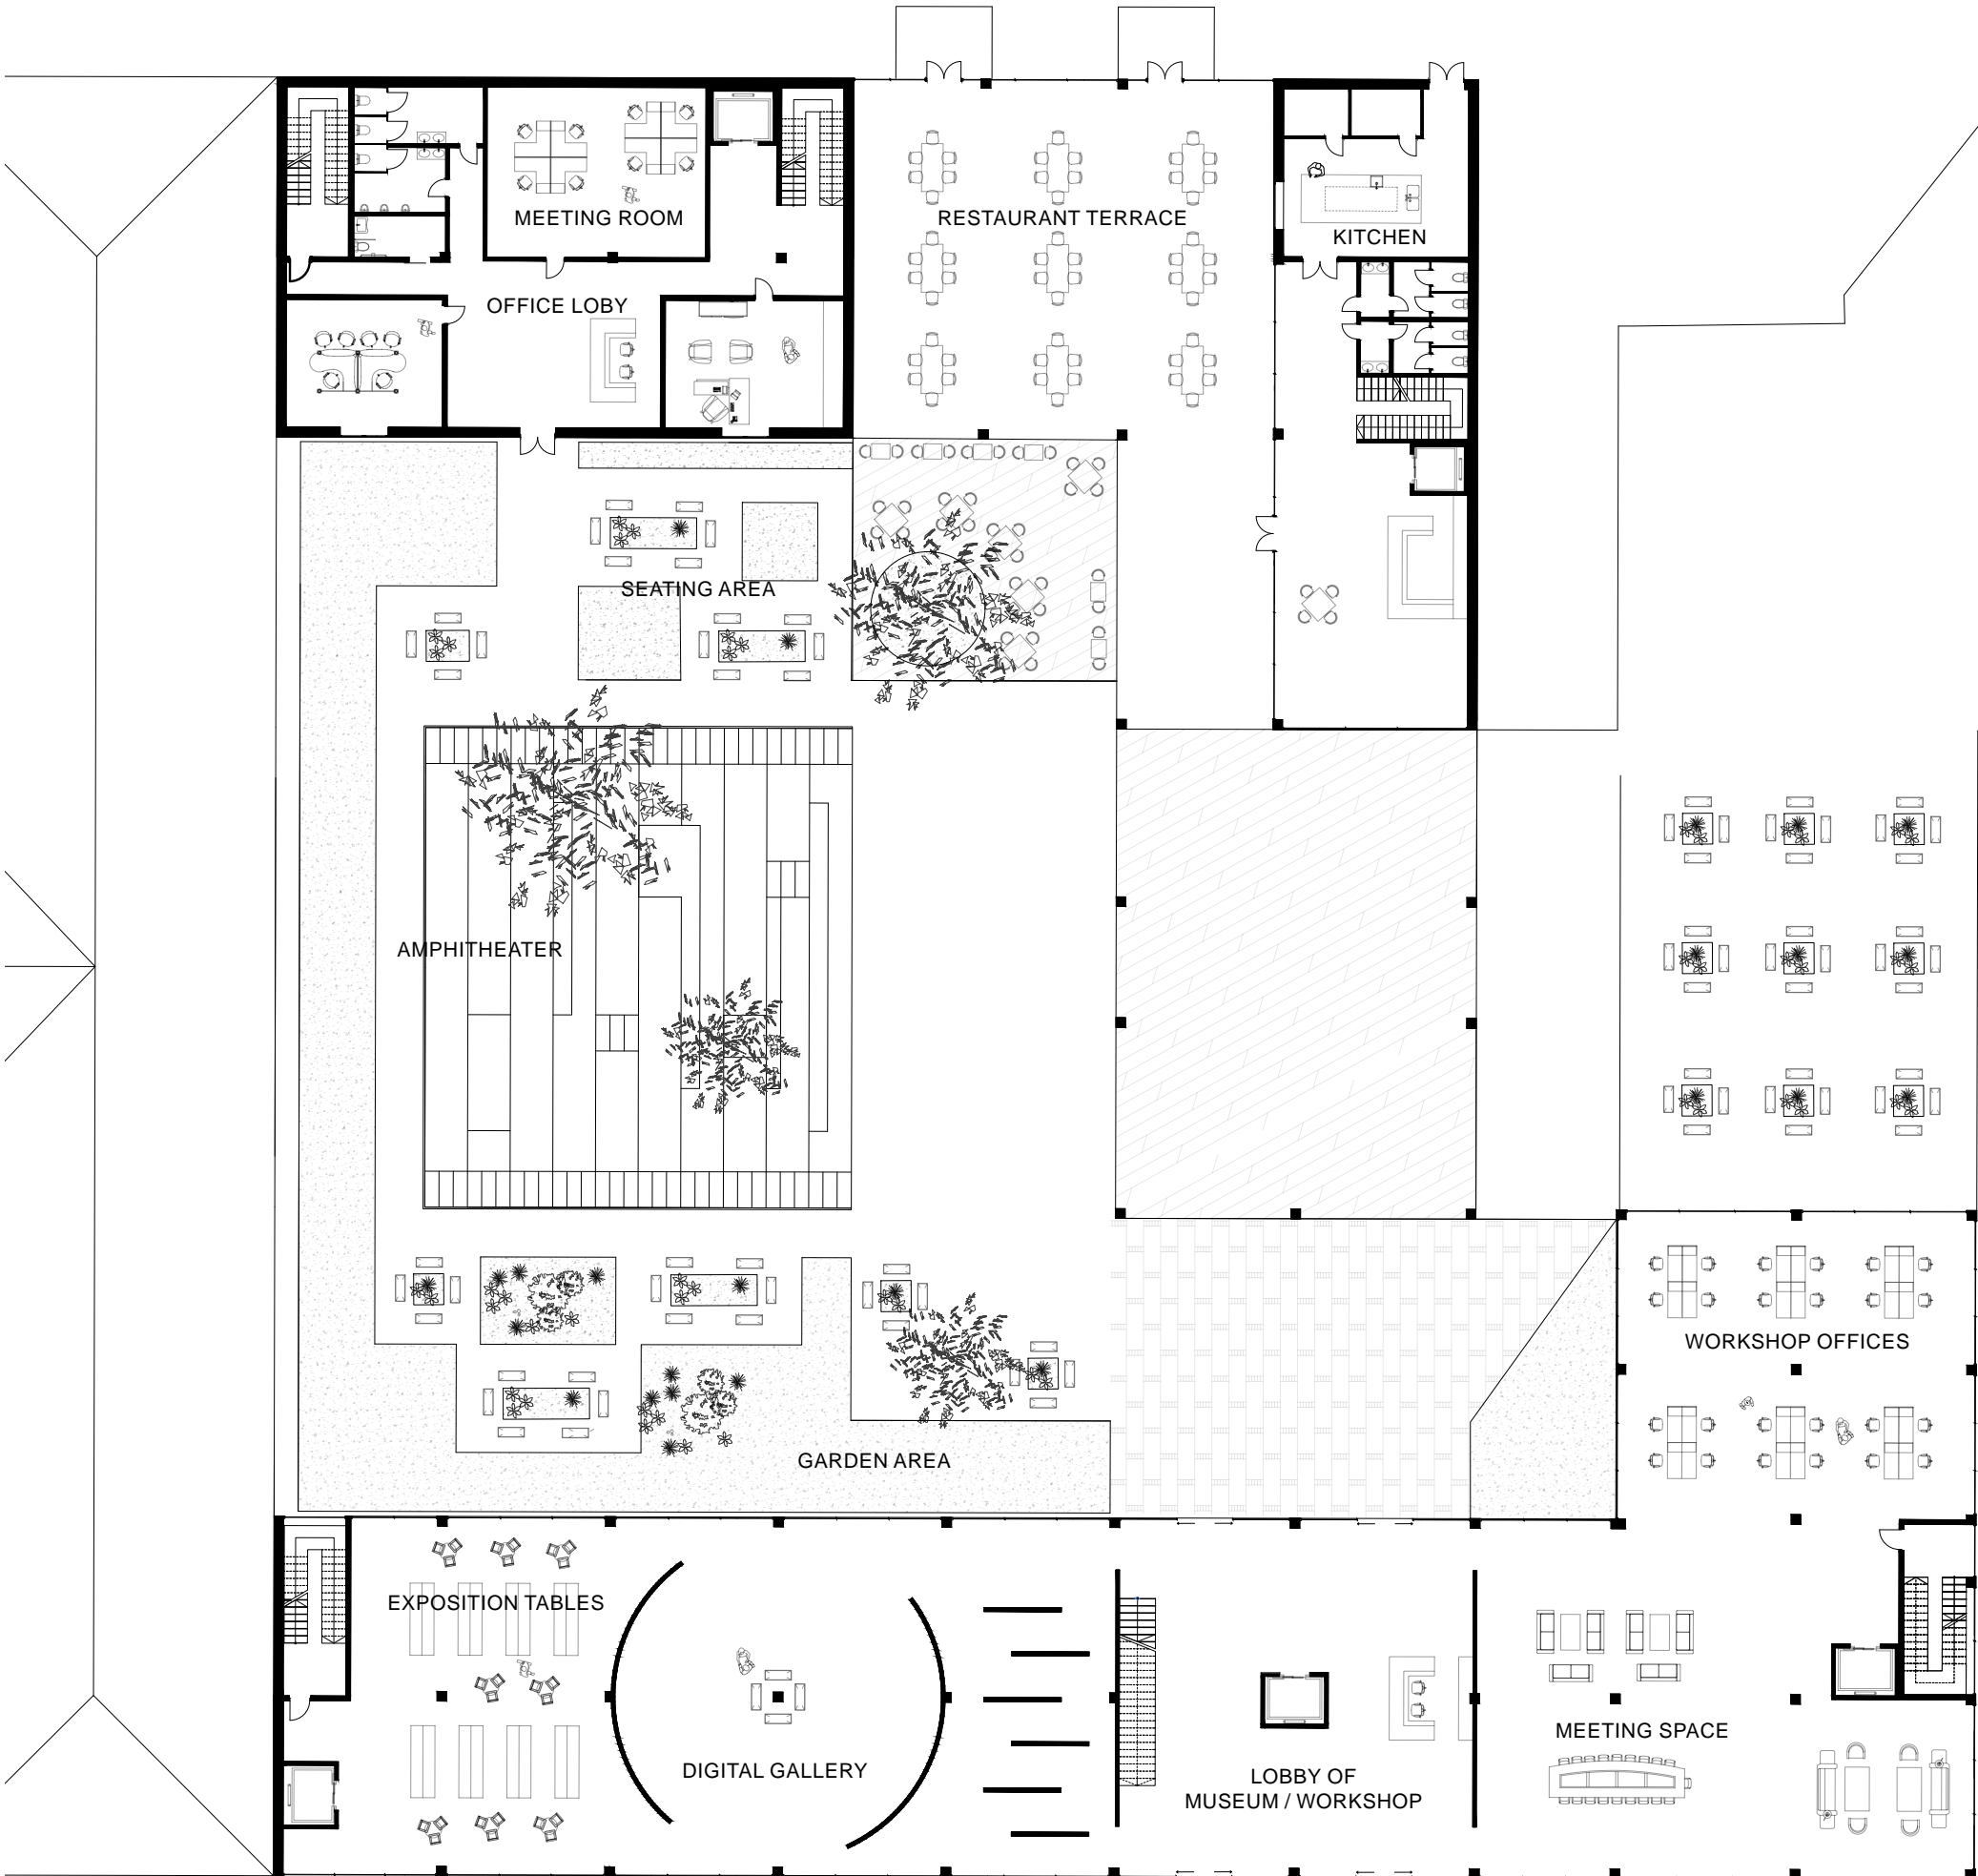 MEETING ROOM
RESTAURANT TERRACE
KITCHEN
OFFICE LOBY
SEATING AREA
AMPHITHEATER
WORKSHOP OFFICES
GARDEN AREA
EXPOSITION TABLES
DIGITAL GALLERY
LOBBY OF
MUSEUM / WORKSHOP
MEETING SPACE